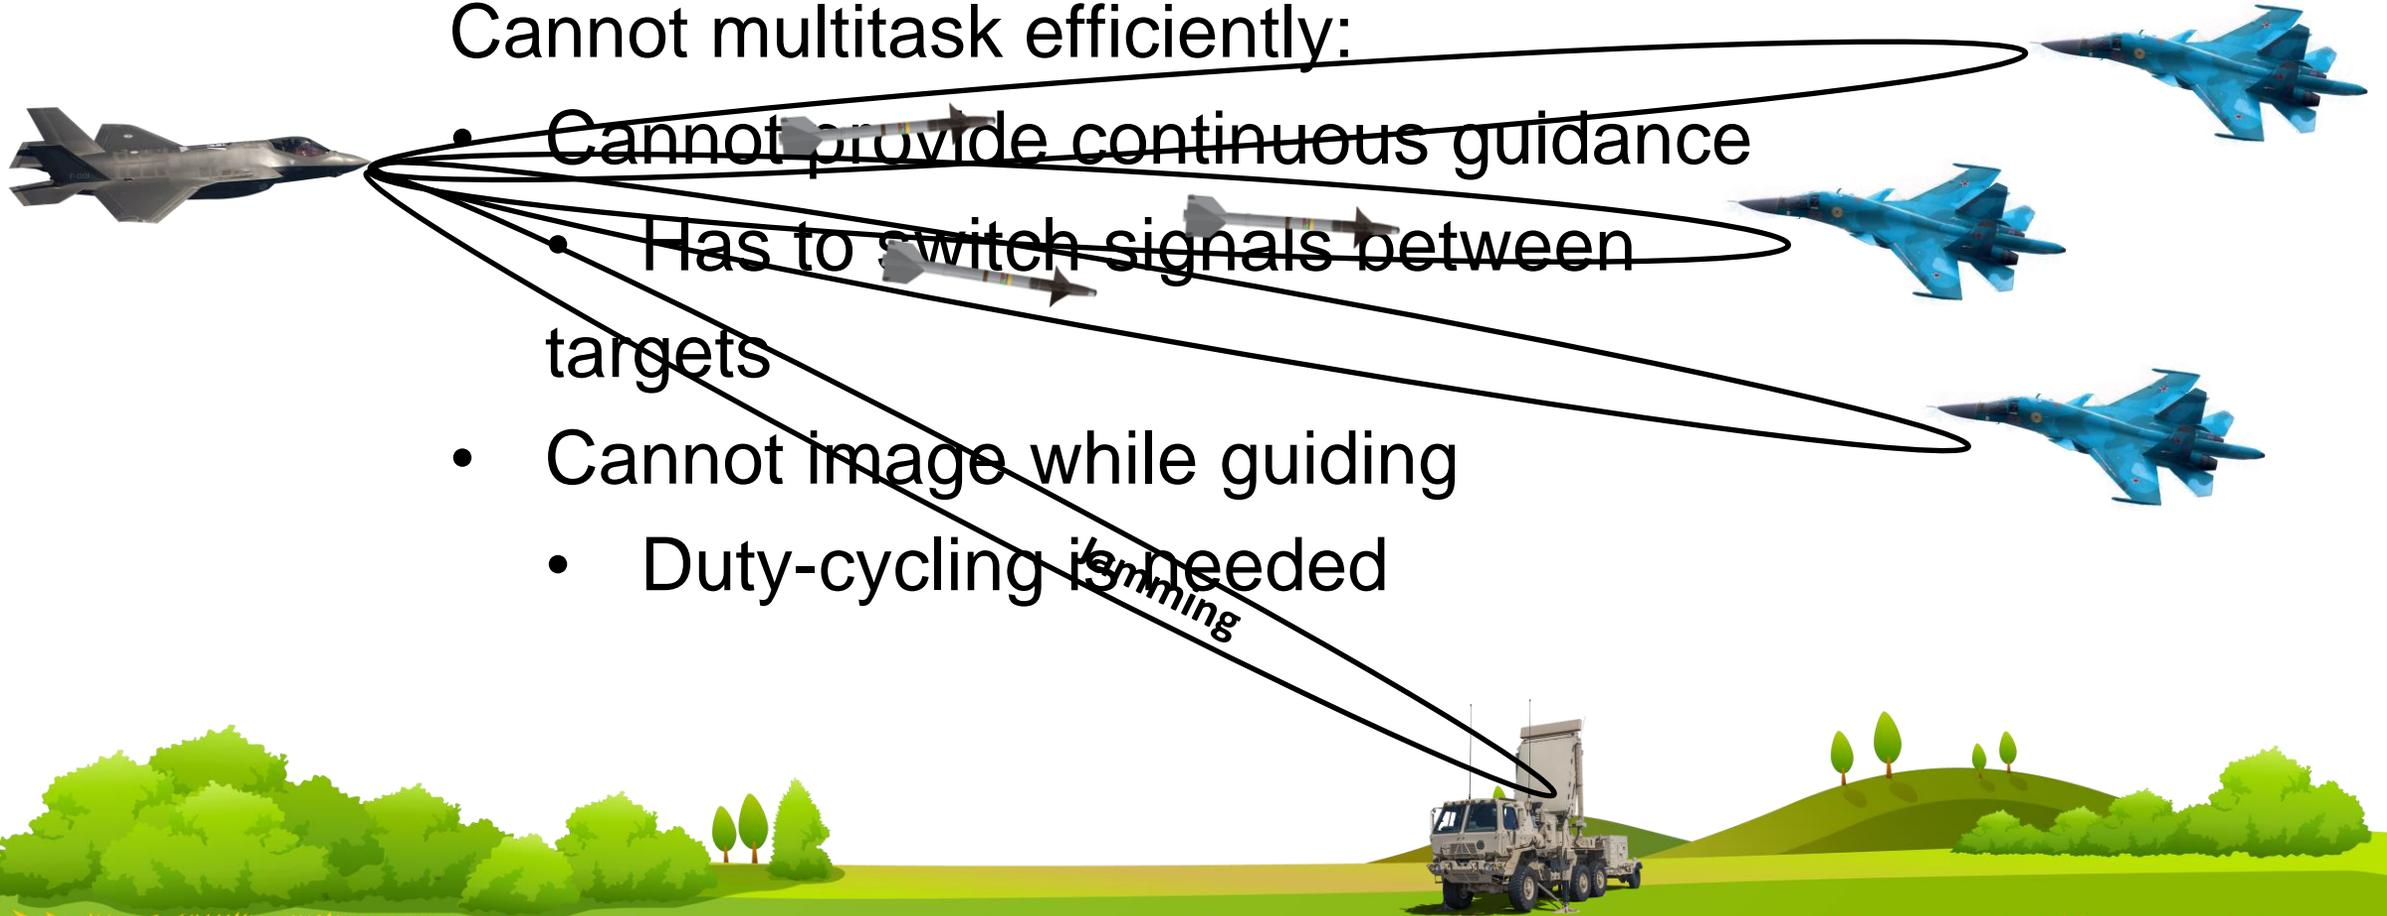 Cannot multitask efficiently:
• Cannot provide continuous guidance
• Has to switch signals between
targets
• Cannot image while guiding
• Duty-cycling is needed
Jamming